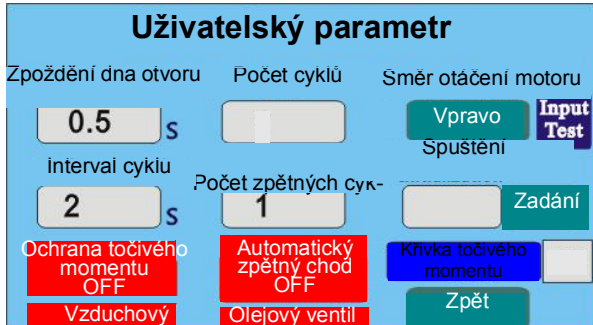 Uživatelský parametr
Zpoždění dna otvoru
Počet cyklů
Směr otáčení motoru
0.5 s
Vpravo
Input
Test
Interval cyklu
Počet zpětných cyk-
Spuštění
2 s
1
Zadání
Ochrana točivého
momentu
OFF
Automatický
zpětný chod
OFF
Křivka točivého
momentu
Vzduchový
Olejový ventil
Zpět